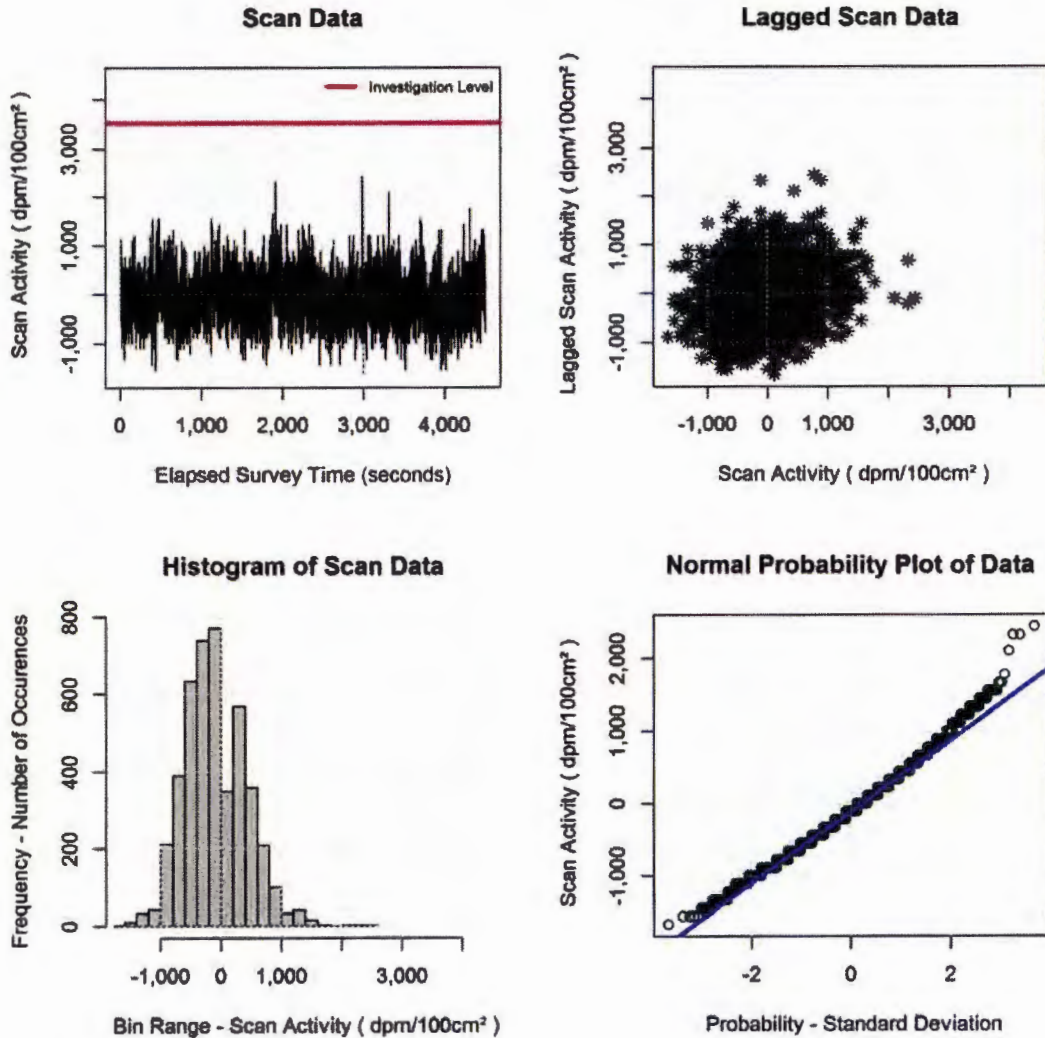 Scan Data
Scan Activity ( dpm/100cm² )
3,000
1,000
-1,000
Investigation Level
0
1,000
2,000
3,000
4,000
Elapsed Survey Time (seconds)
Lagged Scan Data
Lagged Scan Activity ( dpm/100cm² )
3,000
1,000
-1,000
-1,000
0
1,000
3,000
Scan Activity ( dpm/100cm² )
Histogram of Scan Data
Frequency - Number of Occurences
800
600
400
200
0
-1,000
0
1,000
3,000
Bin Range - Scan Activity ( dpm/100cm² )
Normal Probability Plot of Data
Scan Activity ( dpm/100cm² )
2,000
1,000
0
-1,000
-2
0
2
Probability - Standard Deviation